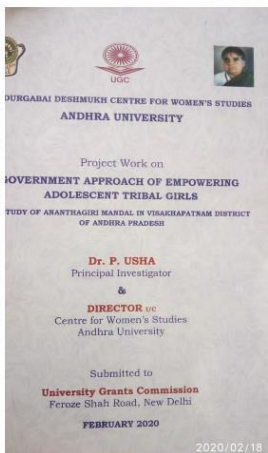 UGC
DURGABAI DESHMUKH CENTRE FOR WOMEN'S STUDIES
ANDHRA UNIVERSITY
Project Work on
GOVERNMENT APPROACH OF EMPOWERING
ADOLESCENT TRIBAL GIRLS
STUDY OF ANANTHAGIRI MANDAL IN VISAKHAPATNAM DISTRICT
OF ANDHRA PRADESH
Dr. P. USHA
Principal Investigator
&
DIRECTOR I/C
Centre for Women's Studies
Andhra University
Submitted to
University Grants Commission
Feroze Shah Road, New Delhi
FEBRUARY 2020
2020/02/18